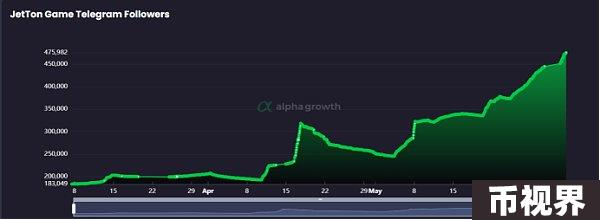 JetTon Game Telegram Followers
475,982
450,000
400,000
350,000
300,000
250,000
200,000
183,049
alpha growth
8 15 22 29 Apr 8 15 22 May 8 15
币视界